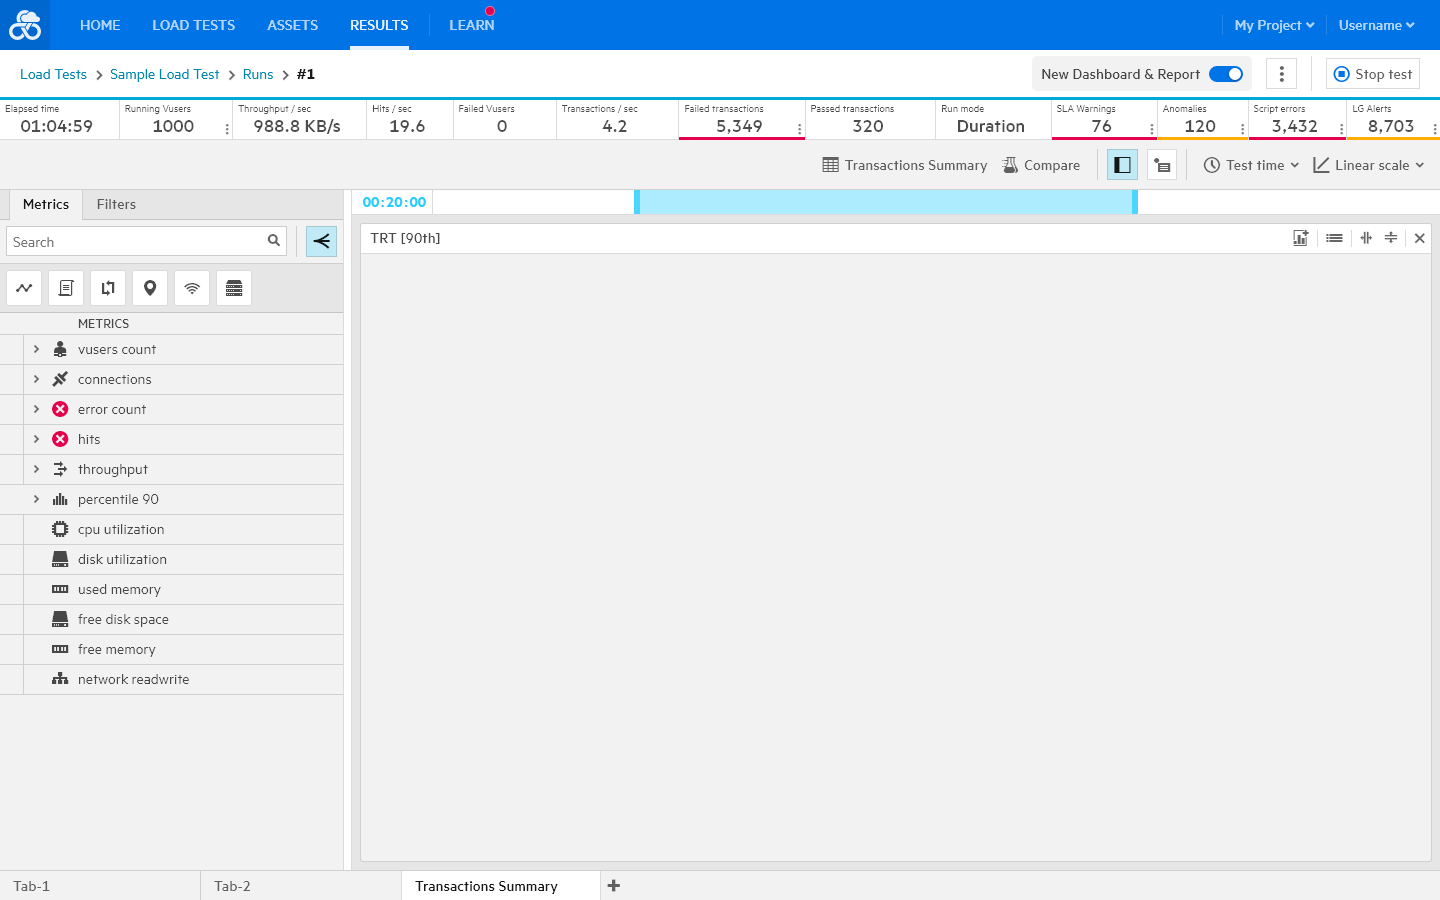 HOME LOAD TESTS ASSETS RESULTS LEARN My Project Username
Load Tests Sample Load Test Runs #1 New Dashboard & Report Stop test
Elapsed time Running Vusers Throughput / sec Hits / sec Failed Vusers Transactions / sec Failed transactions Passed transactions Run mode SLA Warnings Anomalies Script errors LG Alerts
01:04:59 1000 988.8 KB/s 19.6 0 4.2 5,349 320 Duration 76 120 3,432 8,703
Transactions Summary Compare Test time Linear scale
Metrics Filters 00:20:00
Search TRT [90th]
METRICS
vusers count
connections
error count
hits
throughput
percentile 90
cpu utilization
disk utilization
used memory
free disk space
free memory
network readwrite
Tab-1 Tab-2 Transactions Summary